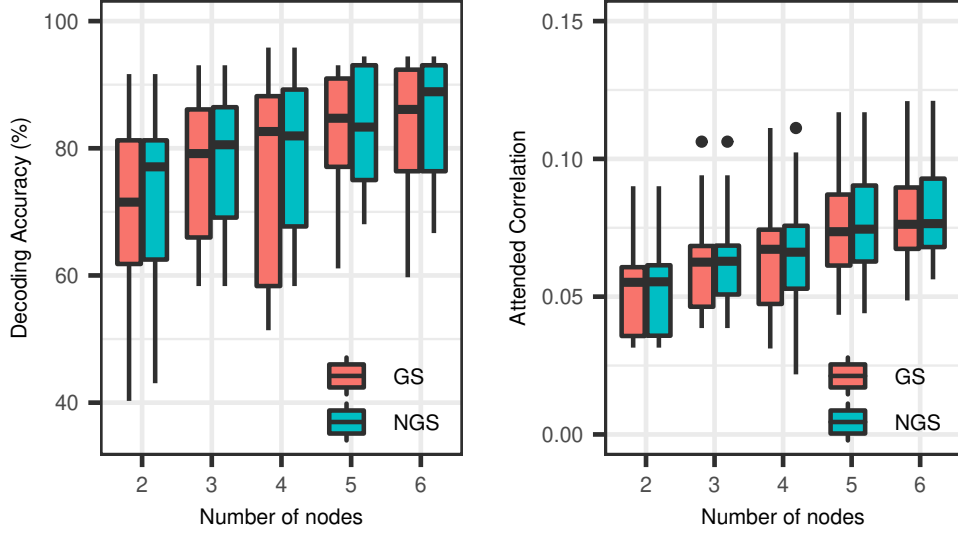 Decoding Accuracy (%)
100
80
60
40
GS
NGS
2 3 4 5 6
Number of nodes
Attended Correlation
0.15
0.10
0.05
0.00
GS
NGS
2 3 4 5 6
Number of nodes